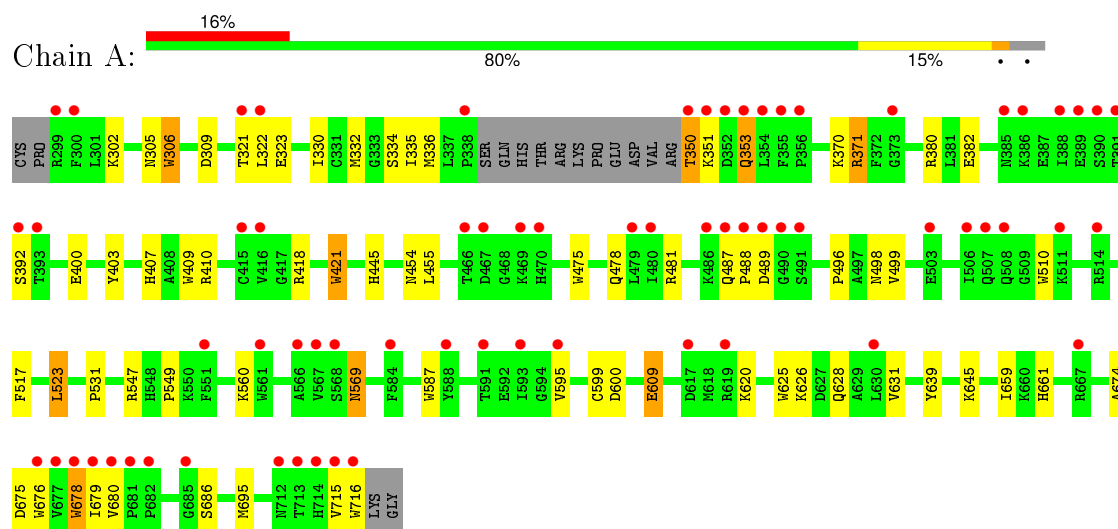 16%
Chain A:
80% 15% • •
CYS PRO R299 F300 L301 K302 N305 W306 D309 T321 L322 E323 I330 C331 M332 G333 S334 I335 M336 L337 P338 SER GLN HIS THR ARG LYS PRO GLU ASP VAL ARG T350 K351 D352 Q353 L354 F355 P356 K370 R371 F372 G373 R380 L381 E382 N385 K386 E387 I388 E389 S390 T391
S392 T393 E400 Y403 H407 A408 W409 R410 C415 V416 G417 R418 W421 H445 N454 L455 T466 D467 G468 K469 H470 W475 Q478 L479 I480 R481 K486 Q487 P488 D489 G490 S491 P496 A497 N498 V499 E503 I506 Q507 Q508 G509 W510 K511 R514
F517 L523 P531 R547 H548 P549 K550 F551 K560 W561 A566 V567 S568 N569 F584 W587 Y588 T591 E592 I593 G594 V595 C599 D600 E609 D617 M618 R619 K620 W625 K626 D627 Q628 A629 L630 V631 Y639 K645 I659 K660 H661 R667 A674
D675 W676 V677 W678 I679 V680 P681 P682 G685 S686 M695 N712 T713 H714 V715 W716 LYS GLY